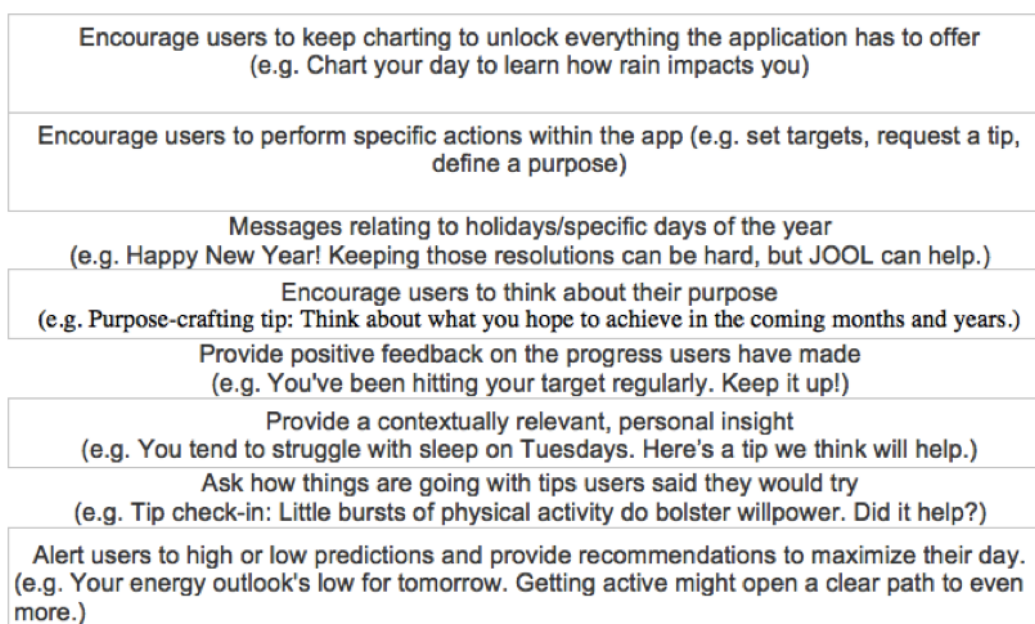 Encourage users to keep charting to unlock everything the application has to offer
(e.g. Chart your day to learn how rain impacts you)
Encourage users to perform specific actions within the app (e.g. set targets, request a tip,
define a purpose)
Messages relating to holidays/specific days of the year
(e.g. Happy New Year! Keeping those resolutions can be hard, but JOOL can help.)
Encourage users to think about their purpose
(e.g. Purpose-crafting tip: Think about what you hope to achieve in the coming months and years.)
Provide positive feedback on the progress users have made
(e.g. You've been hitting your target regularly. Keep it up!)
Provide a contextually relevant, personal insight
(e.g. You tend to struggle with sleep on Tuesdays. Here's a tip we think will help.)
Ask how things are going with tips users said they would try
(e.g. Tip check-in: Little bursts of physical activity do bolster willpower. Did it help?)
Alert users to high or low predictions and provide recommendations to maximize their day.
(e.g. Your energy outlook's low for tomorrow. Getting active might open a clear path to even
more.)